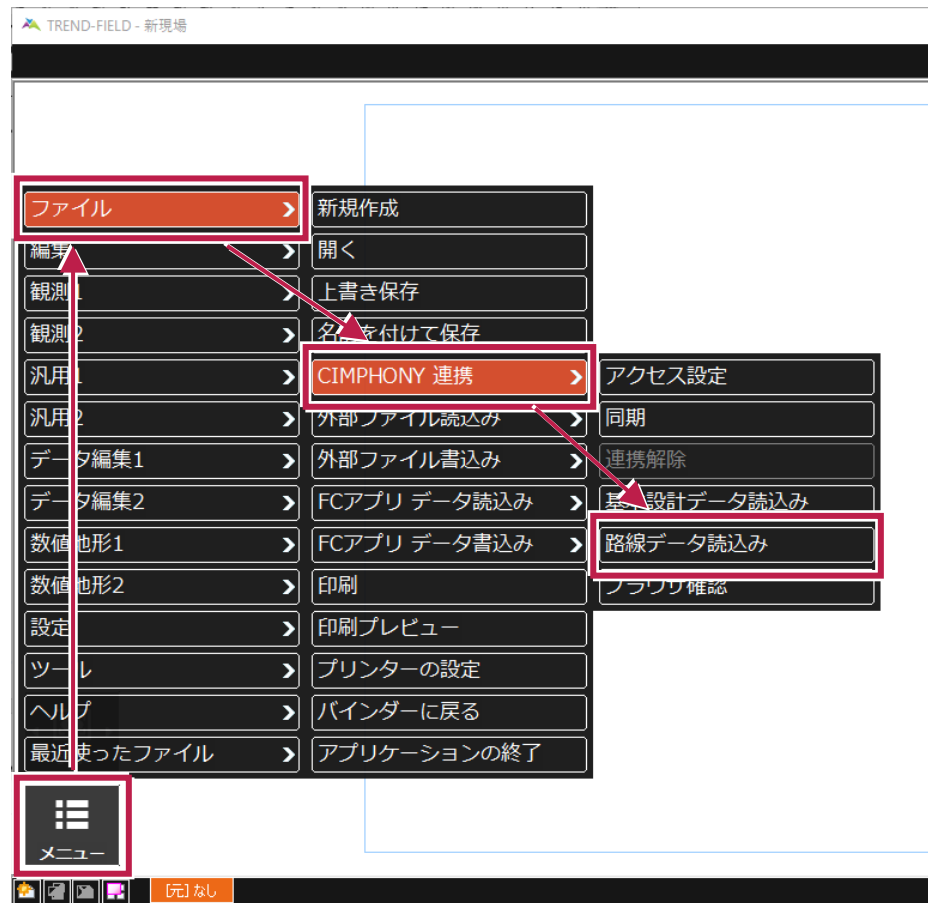 TREND-FIELD - 新現場
ファイル
編集
観測1
観測2
汎用1
汎用2
データ編集1
データ編集2
数値地形1
数値地形2
設定
ツール
ヘルプ
最近使ったファイル
新規作成
開く
上書き保存
名前を付けて保存
CIMPHONY 連携
外部ファイル読込み
外部ファイル書込み
FCアプリ データ読込み
FCアプリ データ書込み
印刷
印刷プレビュー
プリンターの設定
バインダーに戻る
アプリケーションの終了
アクセス設定
同期
連携解除
基本設計データ読込み
路線データ読込み
ブラウザ確認
メニュー
[元] なし